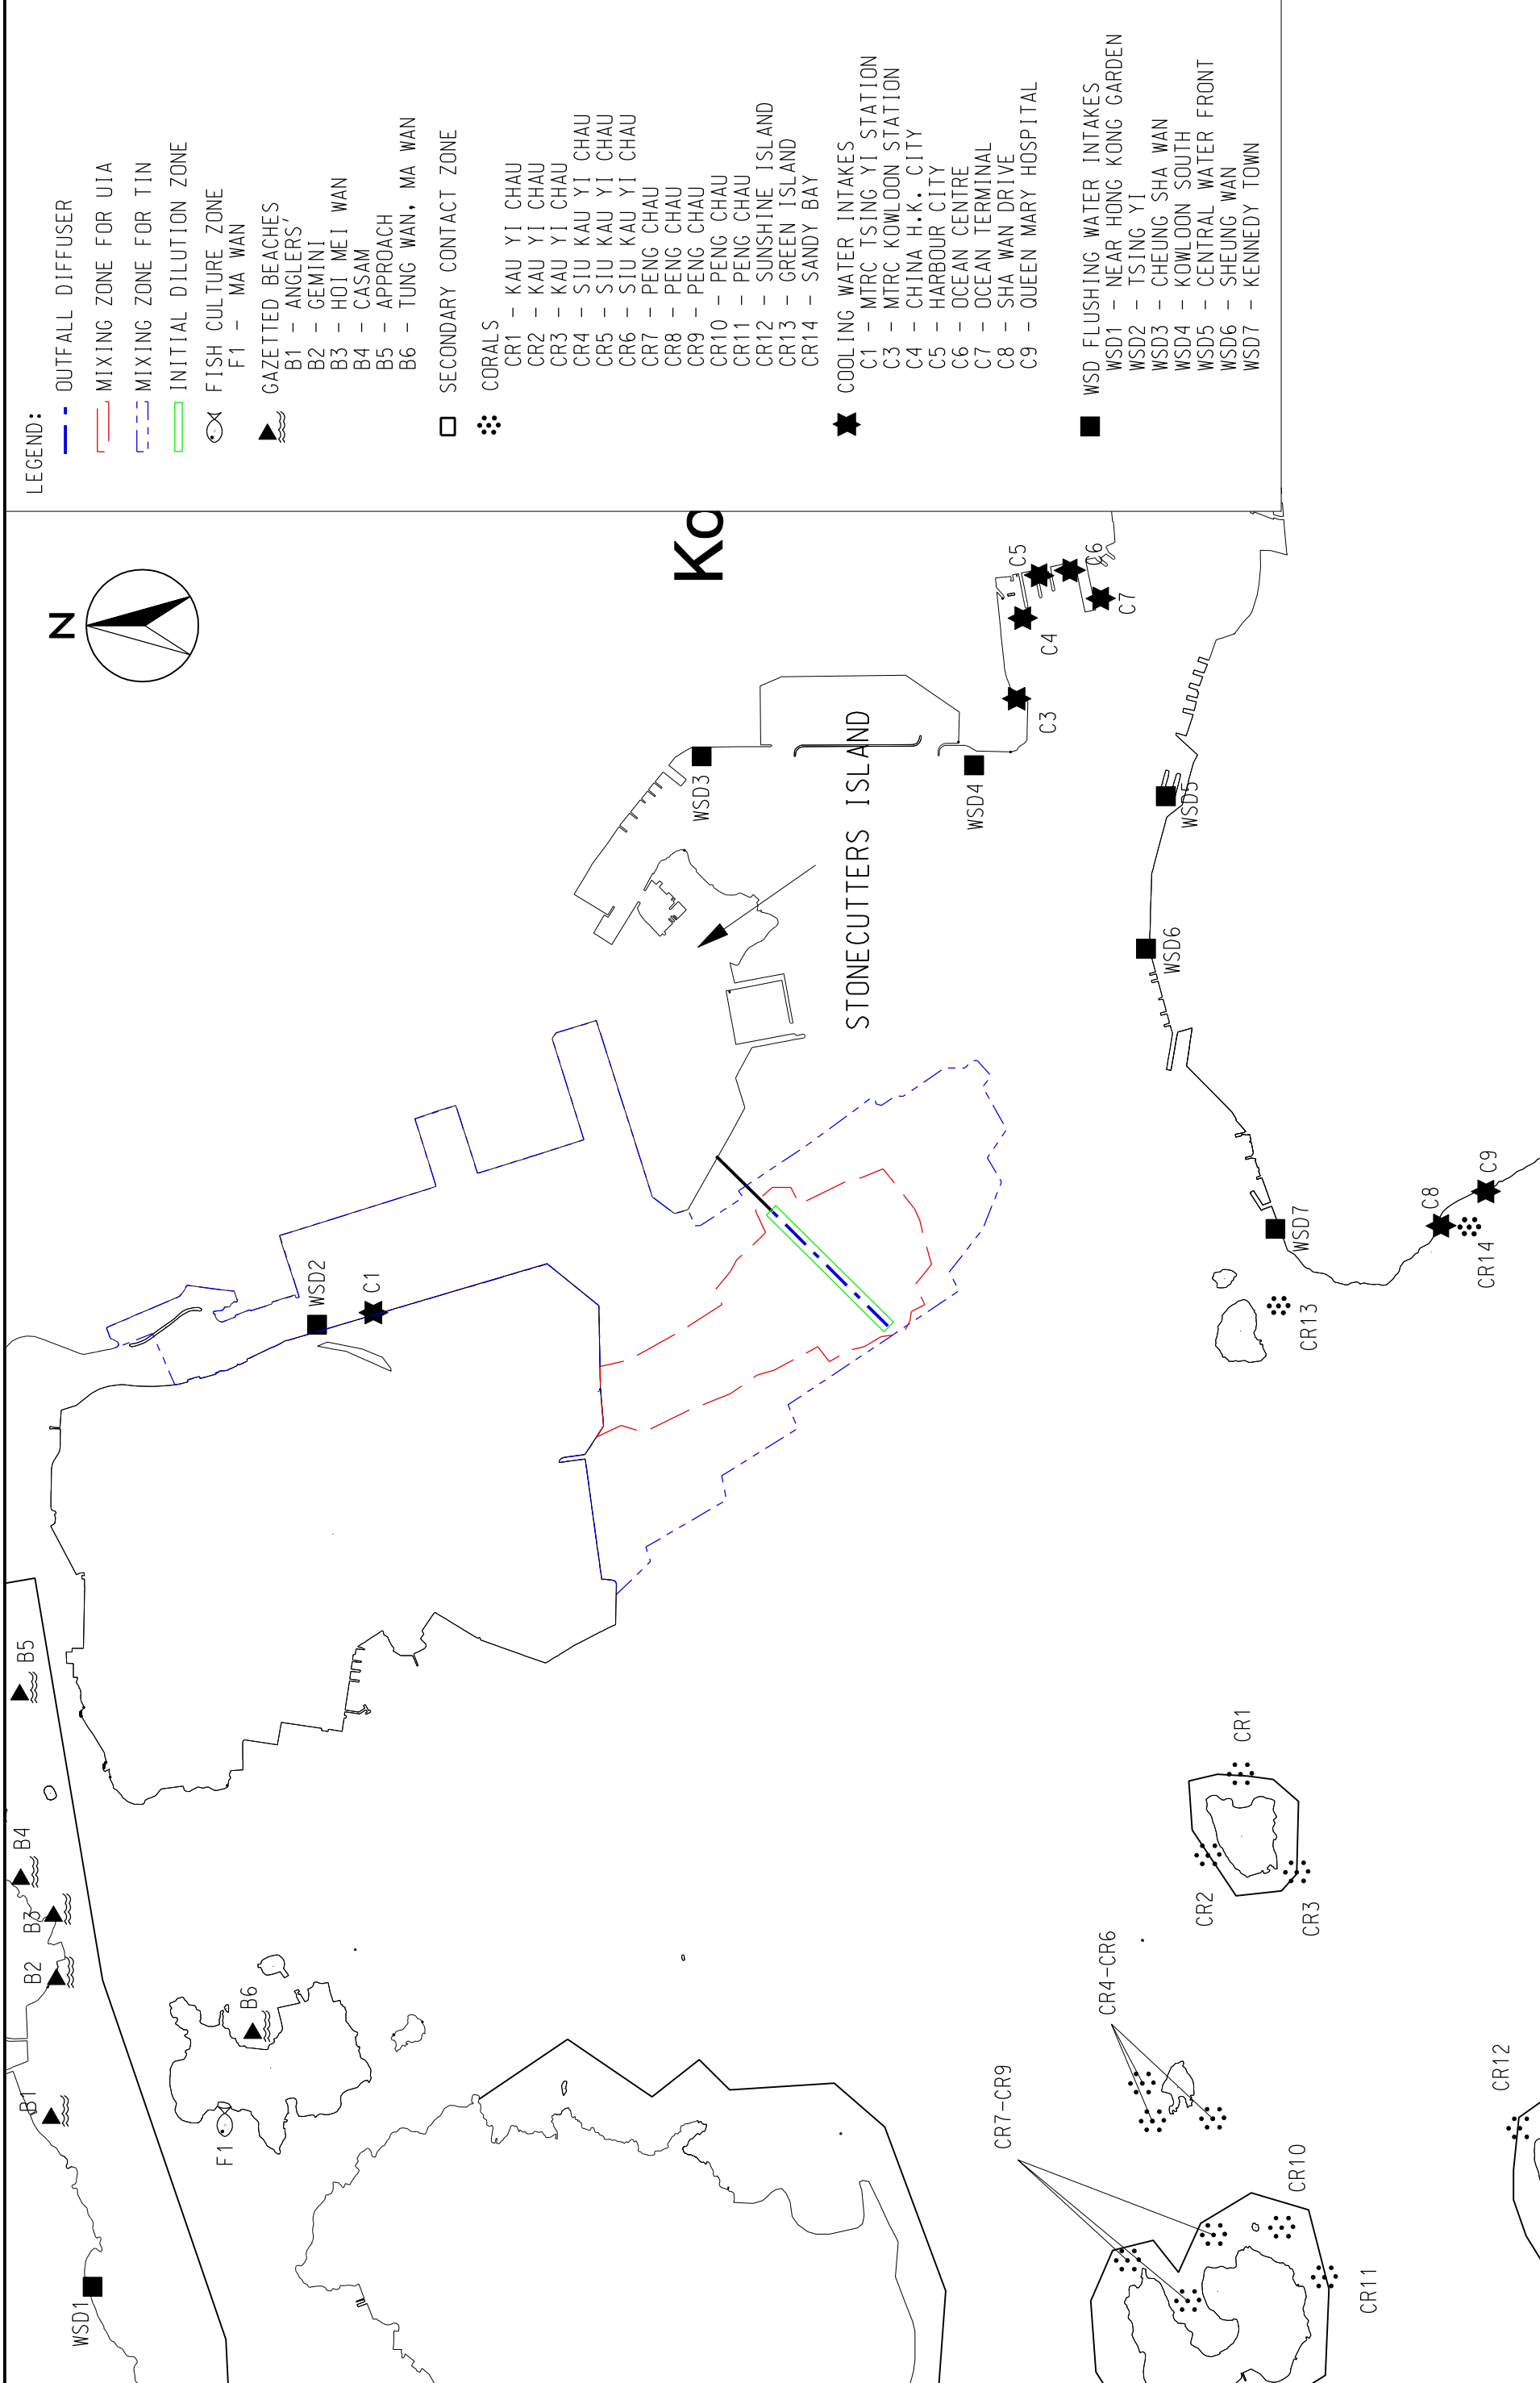 LEGEND:
OUTFALL DIFFUSER
MIXING ZONE FOR UIA
MIXING ZONE FOR TIN
INITIAL DILUTION ZONE
FISH CULTURE ZONE
F1 - MA WAN
GAZETTED BEACHES
B1 - ANGLERS'
B2 - GEMINI
B3 - HOI MEI WAN
B4 - CASAM
B5 - APPROACH
B6 - TUNG WAN, MA WAN
SECONDARY CONTACT ZONE
CORALS
CR1 - KAU YI CHAU
CR2 - KAU YI CHAU
CR3 - KAU YI CHAU
CR4 - SIU KAU YI CHAU
CR5 - SIU KAU YI CHAU
CR6 - SIU KAU YI CHAU
CR7 - PENG CHAU
CR8 - PENG CHAU
CR9 - PENG CHAU
CR10 - PENG CHAU
CR11 - PENG CHAU
CR12 - SUNSHINE ISLAND
CR13 - GREEN ISLAND
CR14 - SANDY BAY
COOLING WATER INTAKES
C1 - MTRC TSING YI STATION
C3 - MTRC KOWLOON STATION
C4 - CHINA H.K. CITY
C5 - HARBOUR CITY
C6 - OCEAN CENTRE
C7 - OCEAN TERMINAL
C8 - SHA WAN DRIVE
C9 - QUEEN MARY HOSPITAL
WSD FLUSHING WATER INTAKES
WSD1 - NEAR HONG KONG GARDEN
WSD2 - TSING YI
WSD3 - CHEUNG SHA WAN
WSD4 - KOWLOON SOUTH
WSD5 - CENTRAL WATER FRONT
WSD6 - SHEUNG WAN
WSD7 - KENNEDY TOWN
N
Ko
C5
C6
C7
C4
C3
WSD3
WSD4
WSD5
STONECUTTERS ISLAND
WSD6
WSD2
C1
WSD7
C8
C9
CR14
CR13
B5
B4
B3
B2
B1
B6
F1
WSD1
CR1
CR2
CR3
CR4-CR6
CR7-CR9
CR10
CR11
CR12